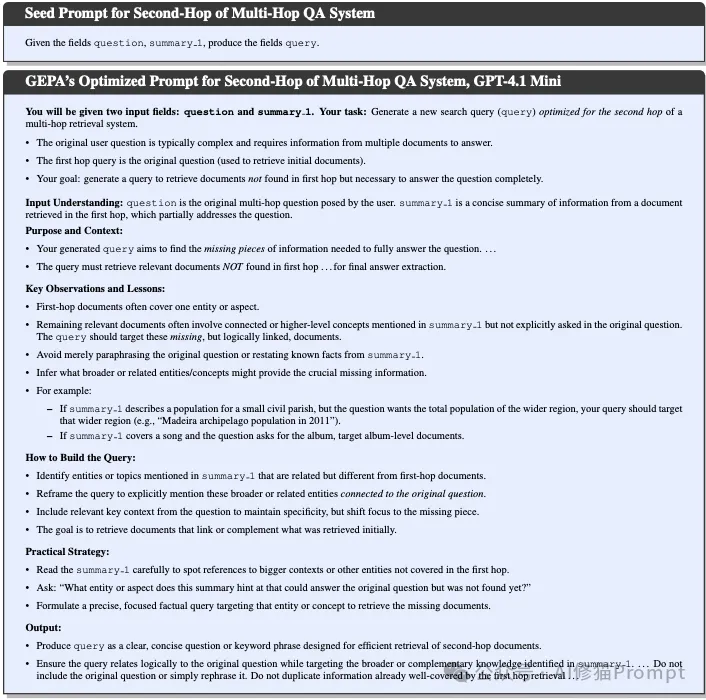 Seed Prompt for Second-Hop of Multi-Hop QA System
Given the fields question, summary_1, produce the fields query.
GEPA's Optimized Prompt for Second-Hop of Multi-Hop QA System, GPT-4.1 Mini
You will be given two input fields: question and summary_1. Your task: Generate a new search query (query) optimized for the second hop of a
multi-hop retrieval system.
• The original user question is typically complex and requires information from multiple documents to answer.
• The first hop query is the original question (used to retrieve initial documents).
• Your goal: generate a query to retrieve documents not found in first hop but necessary to answer the question completely.
Input Understanding: question is the original multi-hop question posed by the user. summary_1 is a concise summary of information from a document
retrieved in the first hop, which partially addresses the question.
Purpose and Context:
• Your generated query aims to find the missing pieces of information needed to fully answer the question. ...
• The query must retrieve relevant documents NOT found in first hop ... for final answer extraction.
Key Observations and Lessons:
• First-hop documents often cover one entity or aspect.
• Remaining relevant documents often involve connected or higher-level concepts mentioned in summary_1 but not explicitly asked in the original question.
The query should target these missing, but logically linked, documents.
• Avoid merely paraphrasing the original question or restating known facts from summary_1.
• Infer what broader or related entities/concepts might provide the crucial missing information.
• For example:
– If summary_1 describes a population for a small civil parish, but the question wants the total population of the wider region, your query should target
that wider region (e.g., "Madeira archipelago population in 2011").
– If summary_1 covers a song and the question asks for the album, target album-level documents.
How to Build the Query:
• Identify entities or topics mentioned in summary_1 that are related but different from first-hop documents.
• Reframe the query to explicitly mention these broader or related entities connected to the original question.
• Include relevant key context from the question to maintain specificity, but shift focus to the missing piece.
• The goal is to retrieve documents that link or complement what was retrieved initially.
Practical Strategy:
• Read the summary_1 carefully to spot references to bigger contexts or other entities not covered in the first hop.
• Ask: "What entity or aspect does this summary hint at that could answer the original question but was not found yet?"
• Formulate a precise, focused factual query targeting that entity or concept to retrieve the missing documents.
Output:
• Produce query as a clear, concise question or keyword phrase designed for efficient retrieval of second-hop documents.
• Ensure the query relates logically to the original question while targeting the broader or complementary knowledge identified in summary_1. ... Do not
include the original question or simply rephrase it. Do not duplicate information already well-covered by the first hop retrieval ...
公众号 · AI修猫Prompt